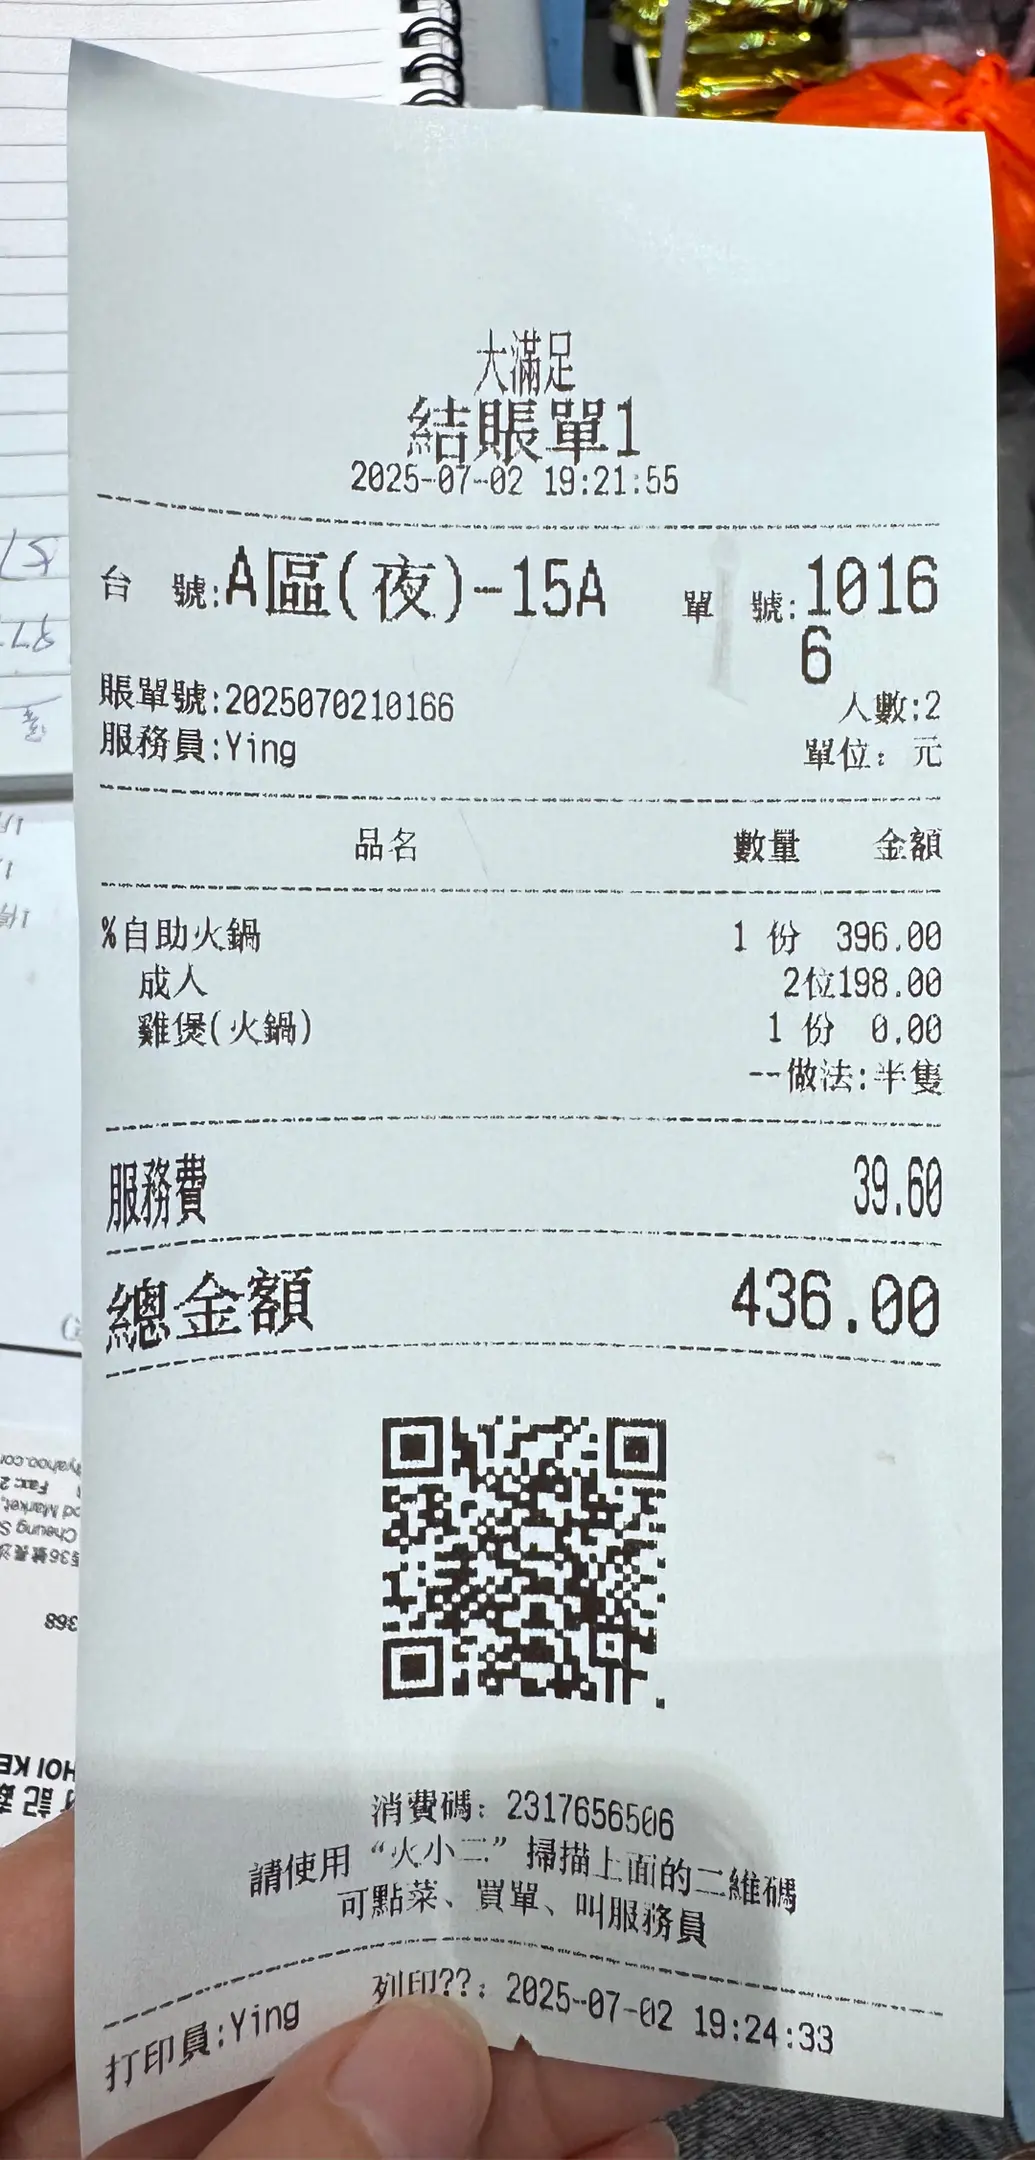 大滿足
結賬單1
2025-07-02 19:21:55
台 號:A區(夜)-15A 單 號:1016
6
賬單號:2025070210166 人數:2
服務員:Ying 單位: 元
品名 數量 金額
%自助火鍋 1 份 396.00
成人 2位198.00
雞煲(火鍋) 1 份 0.00
--做法:半隻
服務費 39.60
總金額 436.00
消費碼: 2317656506
請使用“火小二”掃描上面的二維碼
可點菜、買單、叫服務員
打印員:Ying 列印??: 2025-07-02 19:24:33
368